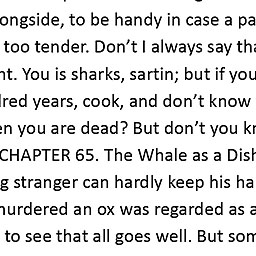 ongside, to be handy in case a pa
too tender. Don’t I always say tha
nt. You is sharks, sartin; but if you
dred years, cook, and don’t know
en you are dead? But don’t you kn
CHAPTER 65. The Whale as a Dish
g stranger can hardly keep his ha
murdered an ox was regarded as a
to see that all goes well. But som